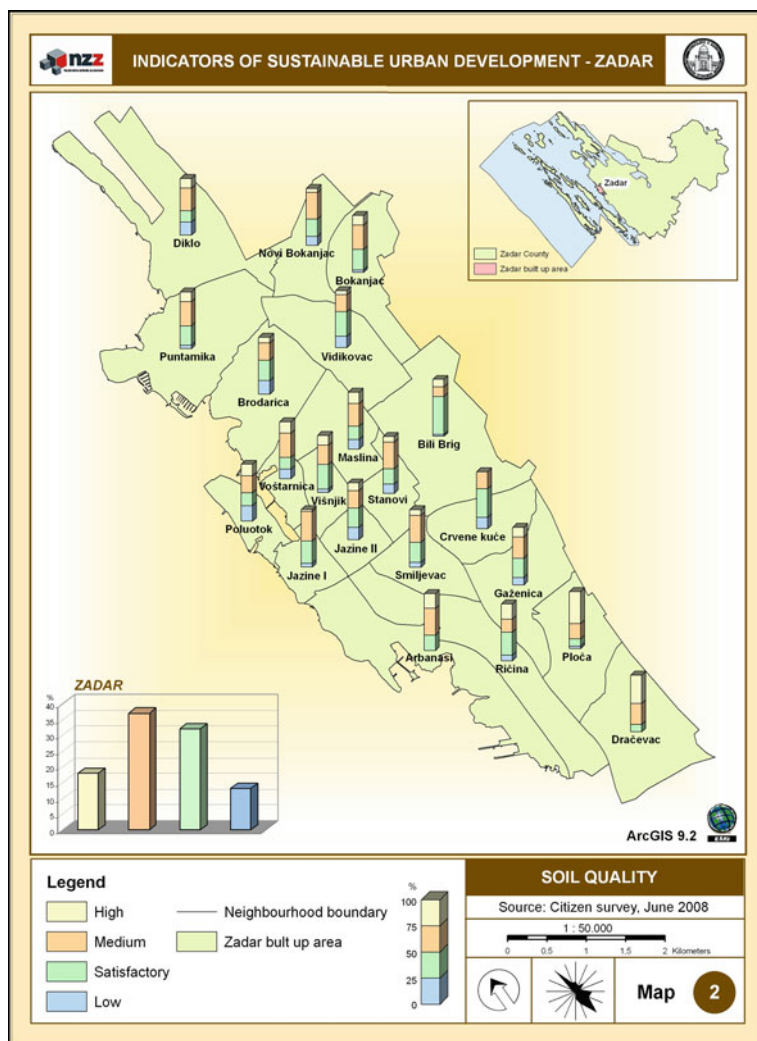 nzz
INDICATORS OF SUSTAINABLE URBAN DEVELOPMENT - ZADAR
Zadar
Zadar County
Zadar built up area
Diklo
Novi Bokanjac
Bokanjac
Puntamika
Vidikovac
Brodarica
Bili Brig
Maslina
Voštarnica
Višnjik
Stanovi
Poluotok
Crvene kuće
Jazine II
Jazine I
Smiljevac
Gaženica
Arbanasi
Ričina
Ploča
Dračevac
ZADAR
%
40
35
30
25
20
15
10
5
0
ArcGIS 9.2
Legend
High
Medium
Satisfactory
Low
Neighbourhood boundary
Zadar bult up area
%
100
75
50
25
0
SOIL QUALITY
Source: Citizen survey, June 2008
1 : 50.000
0 0,5 1 1,5 2 Kilometers
Map 2